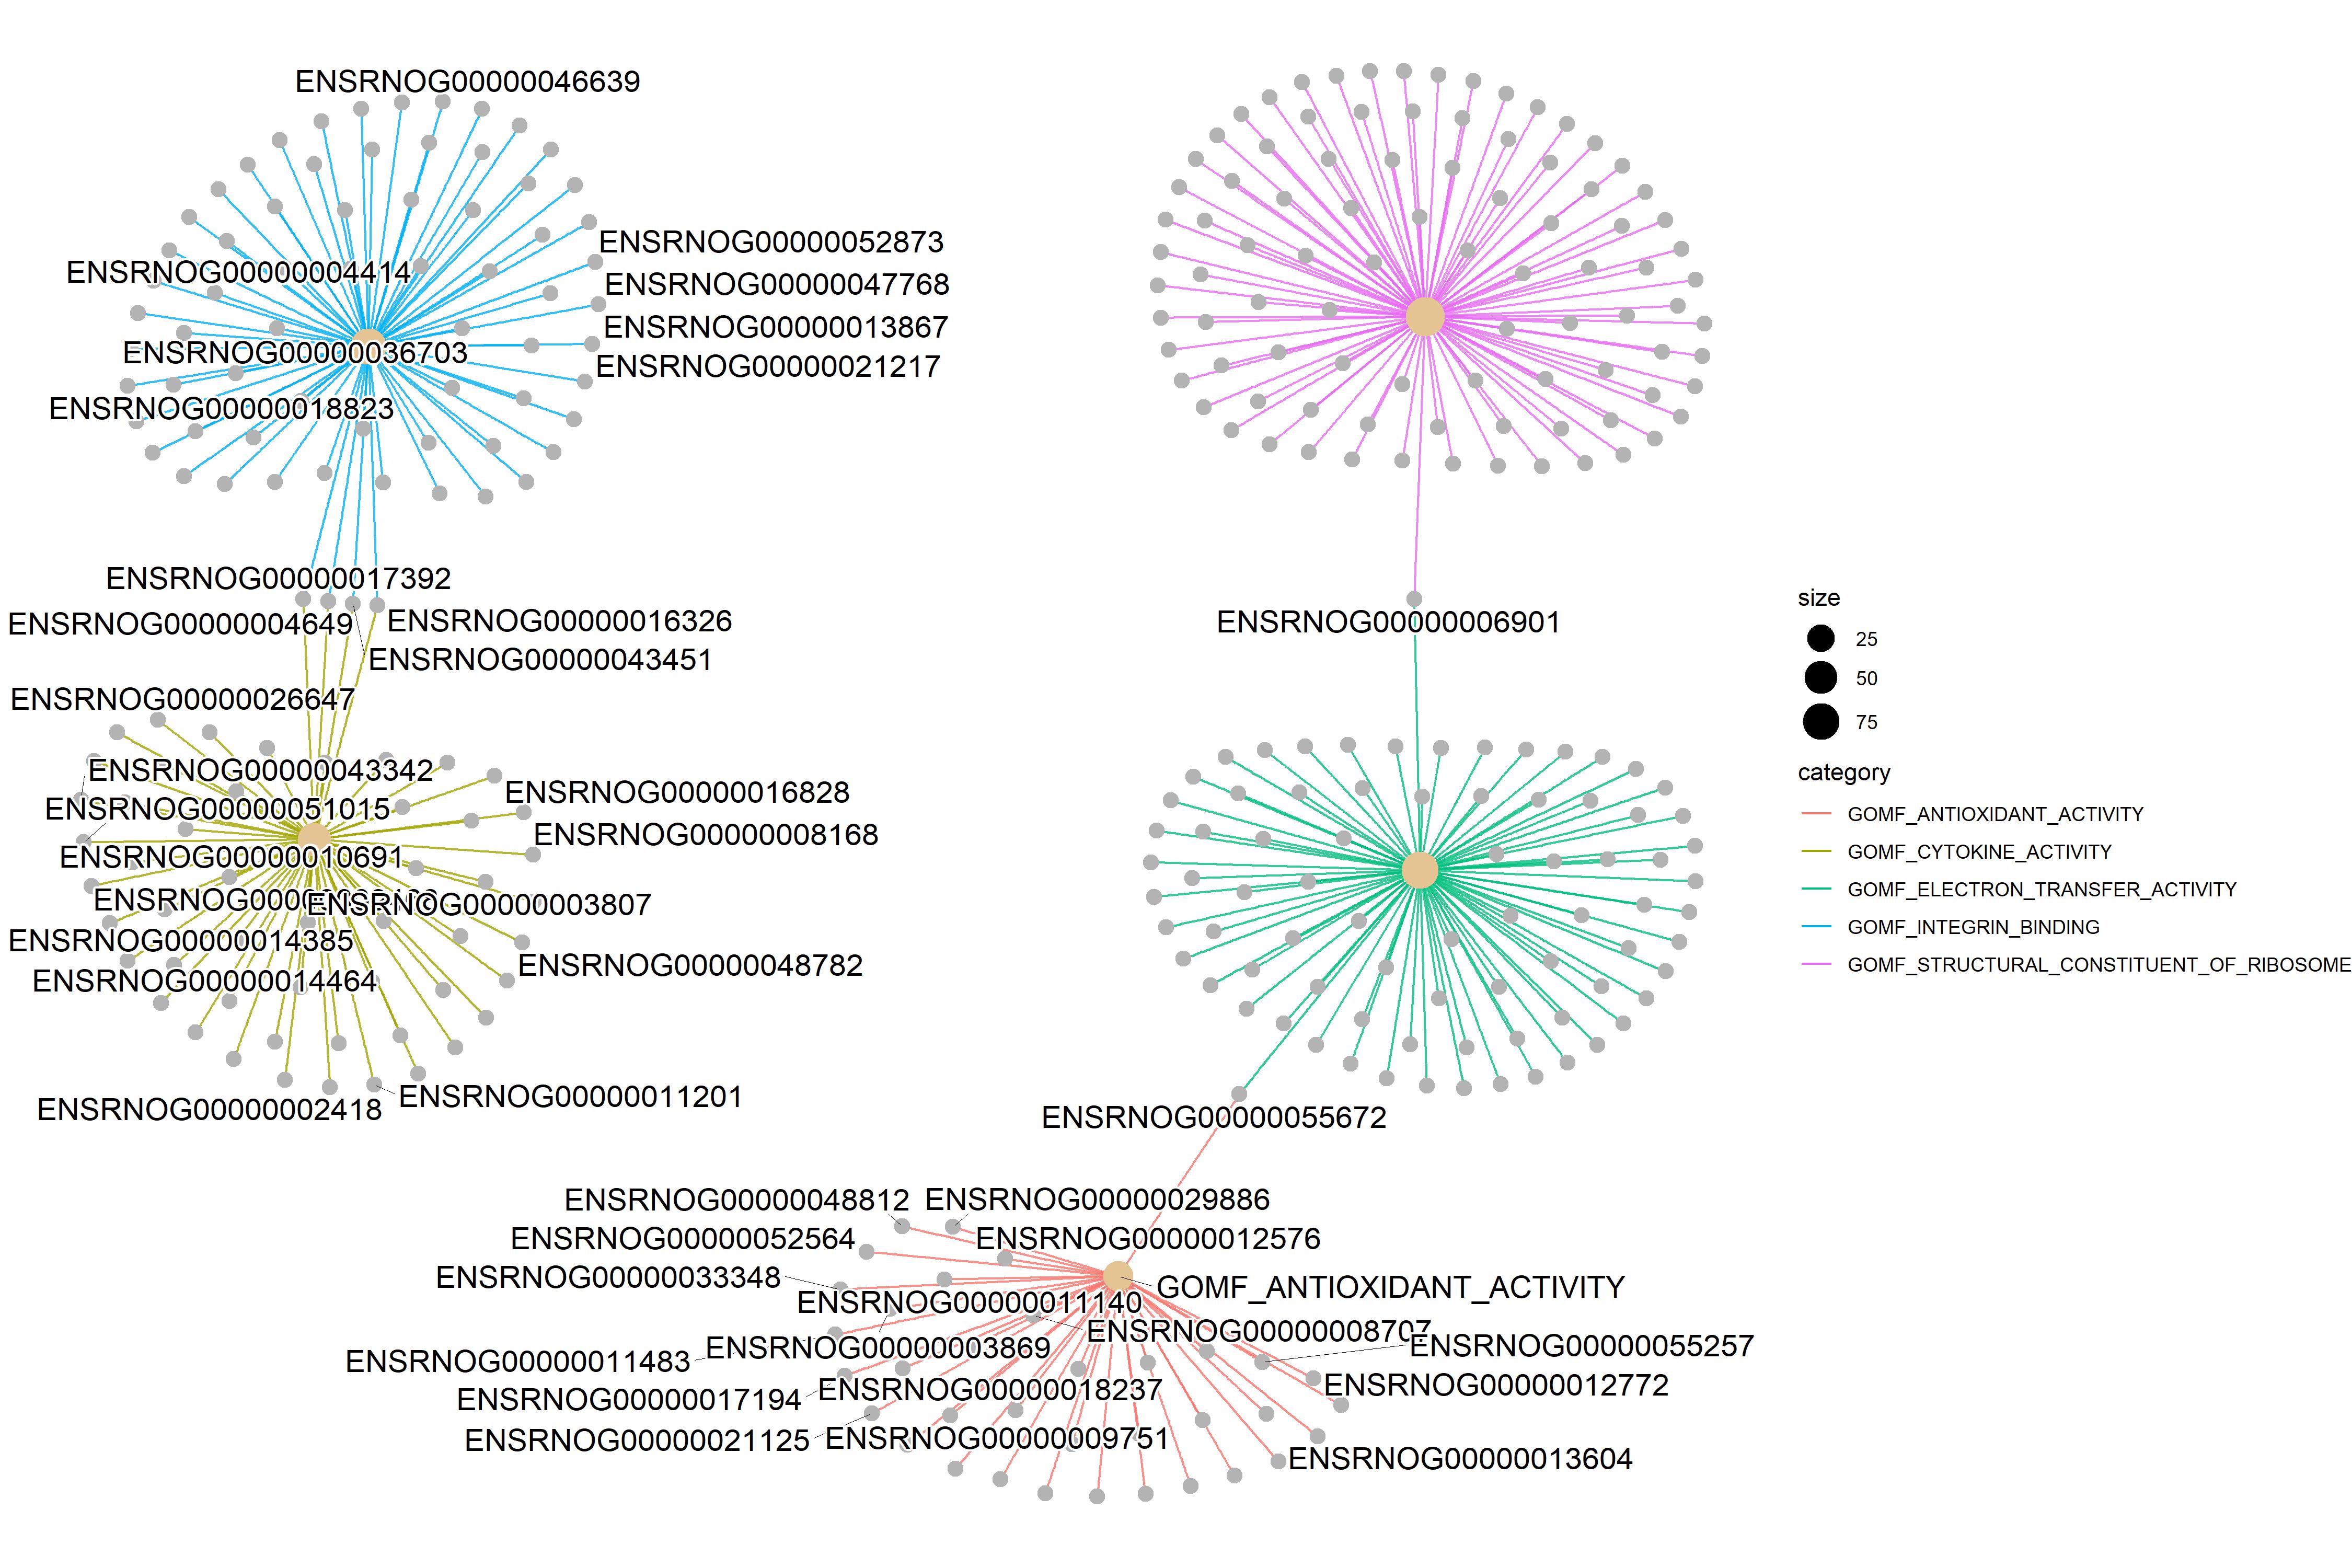 ENSRNOG00000046639
ENSRNOG00000052873
ENSRNOG00000004414
ENSRNOG00000047768
ENSRNOG00000013867
ENSRNOG00000036703
ENSRNOG00000021217
ENSRNOG00000018823
ENSRNOG00000017392
ENSRNOG00000004649
ENSRNOG00000016326
ENSRNOG00000043451
ENSRNOG00000006901
ENSRNOG00000026647
ENSRNOG00000043342
ENSRNOG00000016828
ENSRNOG00000051015
ENSRNOG00000008168
ENSRNOG00000010691
ENSRNOG00000003807
ENSRNOG00000014385
ENSRNOG00000048782
ENSRNOG00000014464
ENSRNOG00000011201
ENSRNOG00000002418
ENSRNOG00000055672
ENSRNOG00000048812
ENSRNOG00000029886
ENSRNOG00000052564
ENSRNOG00000012576
ENSRNOG00000033348
GOMF_ANTIOXIDANT_ACTIVITY
ENSRNOG00000011140
ENSRNOG00000008707
ENSRNOG00000003869
ENSRNOG00000055257
ENSRNOG00000011483
ENSRNOG00000012772
ENSRNOG00000018237
ENSRNOG00000017194
ENSRNOG00000021125
ENSRNOG00000009751
ENSRNOG00000013604
size
25
50
75
category
GOMF_ANTIOXIDANT_ACTIVITY
GOMF_CYTOKINE_ACTIVITY
GOMF_ELECTRON_TRANSFER_ACTIVITY
GOMF_INTEGRIN_BINDING
GOMF_STRUCTURAL_CONSTITUENT_OF_RIBOSOME